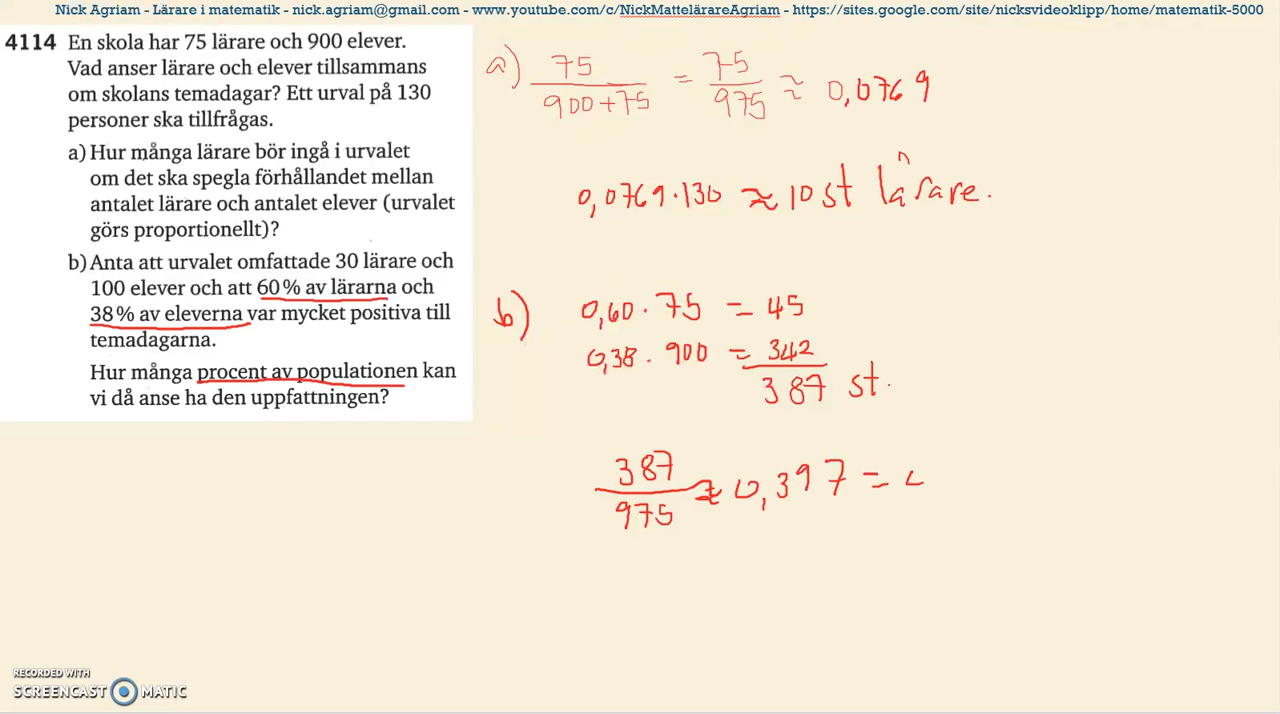 Nick Agriam - Lärare i matematik - nick.agriam@gmail.com - www.youtube.com/c/NickMattelärareAgriam - https://sites.google.com/site/nicksvideoklipp/home/matematik-5000
4114 En skola har 75 lärare och 900 elever.
Vad anser lärare och elever tillsammans
om skolans temadagar? Ett urval på 130
personer ska tillfrågas.
a) Hur många lärare bör ingå i urvalet
om det ska spegla förhållandet mellan
antalet lärare och antalet elever (urvalet
görs proportionellt)?
b) Anta att urvalet omfattade 30 lärare och
100 elever och att 60 % av lärarna och
38 % av eleverna var mycket positiva till
temadagarna.
Hur många procent av populationen kan
vi då anse ha den uppfattningen?
a) 75/(900+75) = 75/975 ≈ 0,0769
0,0769·130 ≈ 10 st lärare.
b) 0,60·75 = 45
0,38·900 = 342
387 st.
387/975 ≈ 0,397 =
RECORDED WITH
SCREENCAST MATIC